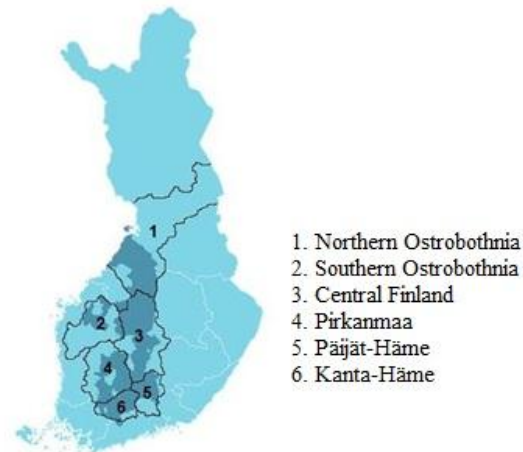 1
2
3
4
5
6
1. Northern Ostrobothnia
2. Southern Ostrobothnia
3. Central Finland
4. Pirkanmaa
5. Päijät-Häme
6. Kanta-Häme